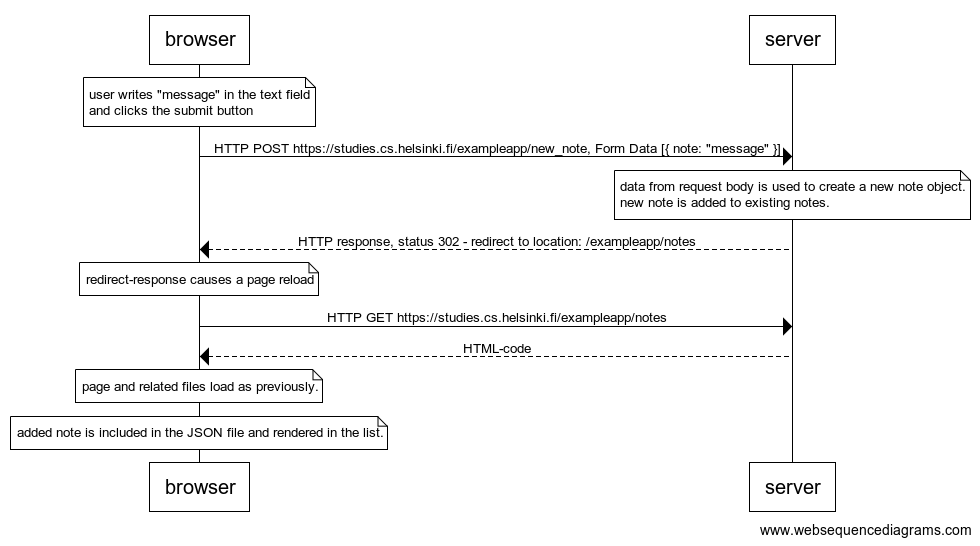 browser
server
user writes "message" in the text field
and clicks the submit button
HTTP POST https://studies.cs.helsinki.fi/exampleapp/new_note, Form Data [{ note: "message" }]
data from request body is used to create a new note object.
new note is added to existing notes.
HTTP response, status 302 - redirect to location: /exampleapp/notes
redirect-response causes a page reload
HTTP GET https://studies.cs.helsinki.fi/exampleapp/notes
HTML-code
page and related files load as previously.
added note is included in the JSON file and rendered in the list.
browser
server
www.websequencediagrams.com